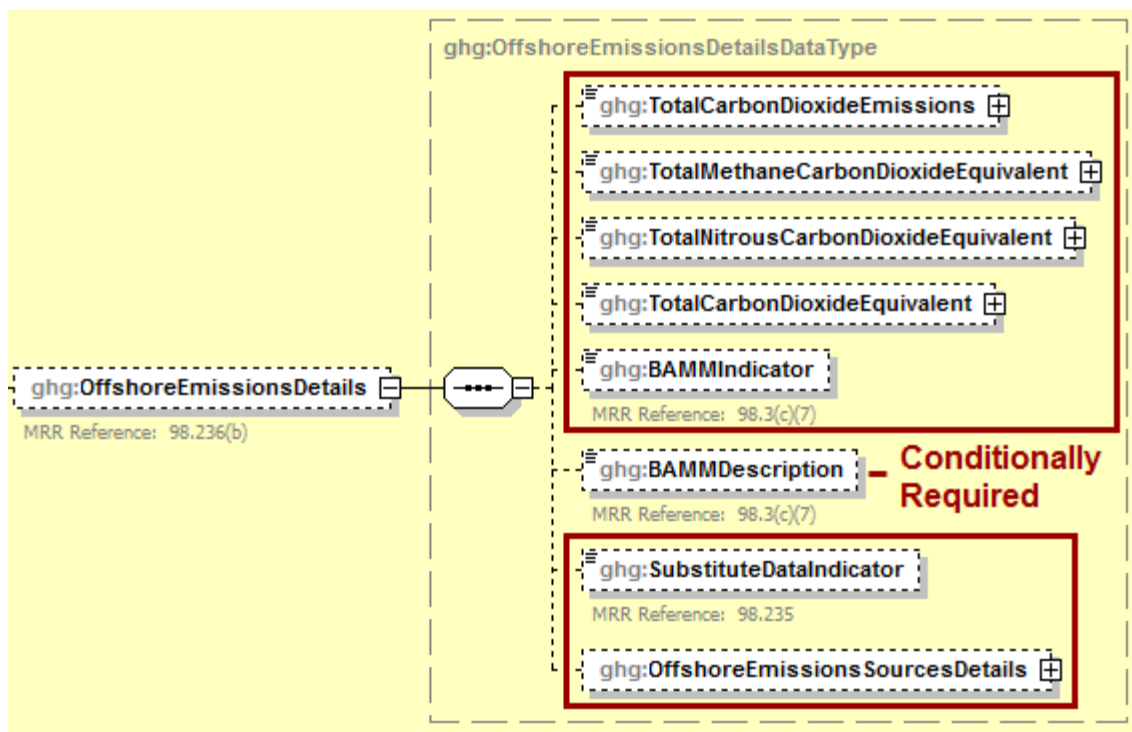 ghg:OffshoreEmissionsDetailsDataType
ghg:TotalCarbonDioxideEmissions
ghg:TotalMethaneCarbonDioxideEquivalent
ghg:TotalNitrousCarbonDioxideEquivalent
ghg:TotalCarbonDioxideEquivalent
ghg:BAMMIndicator
MRR Reference: 98.3(c)(7)
ghg:OffshoreEmissionsDetails
MRR Reference: 98.236(b)
ghg:BAMMDescription
MRR Reference: 98.3(c)(7)
Conditionally
Required
ghg:SubstituteDataIndicator
MRR Reference: 98.235
ghg:OffshoreEmissionsSourcesDetails